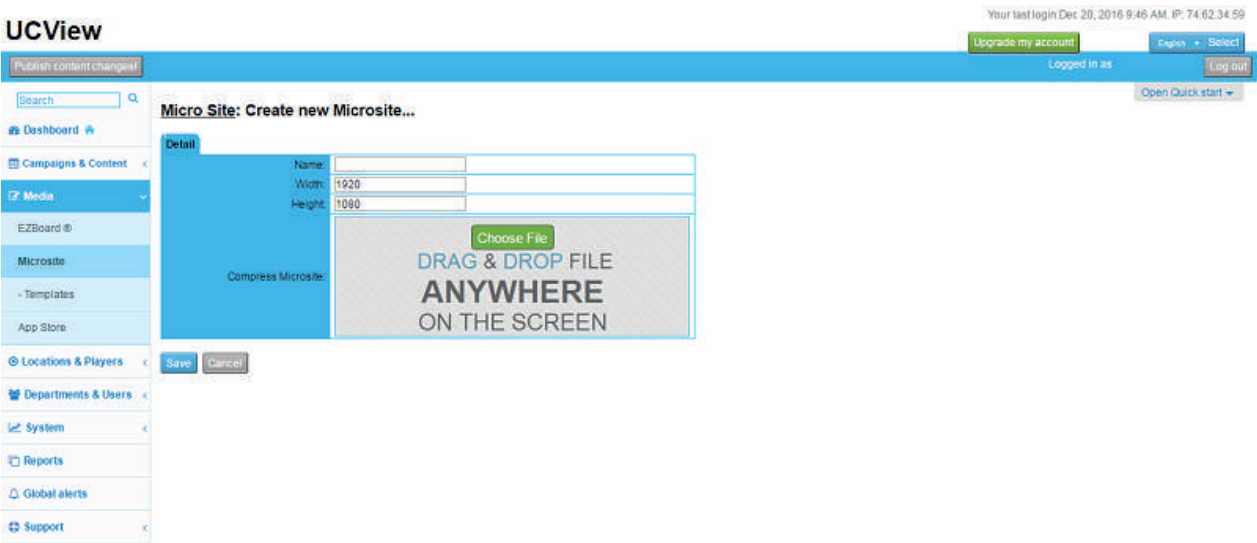 Your last login:Dec 20, 2016 9:46 AM. IP: 74.62.34.59
UCView
Upgrade my account
English Select
Publish content changes!
Logged in as
Log out
Search
Open Quick start
Micro Site: Create new Microsite...
Dashboard
Detail
Campaigns & Content
Name:
Width: 1920
Media
Height: 1080
EZBoard ®
Choose File
DRAG & DROP FILE
Microsite
Compress Microsite:
ANYWHERE
- Templates
ON THE SCREEN
App Store
Locations & Players
Save Cancel
Departments & Users
System
Reports
Global alerts
Support